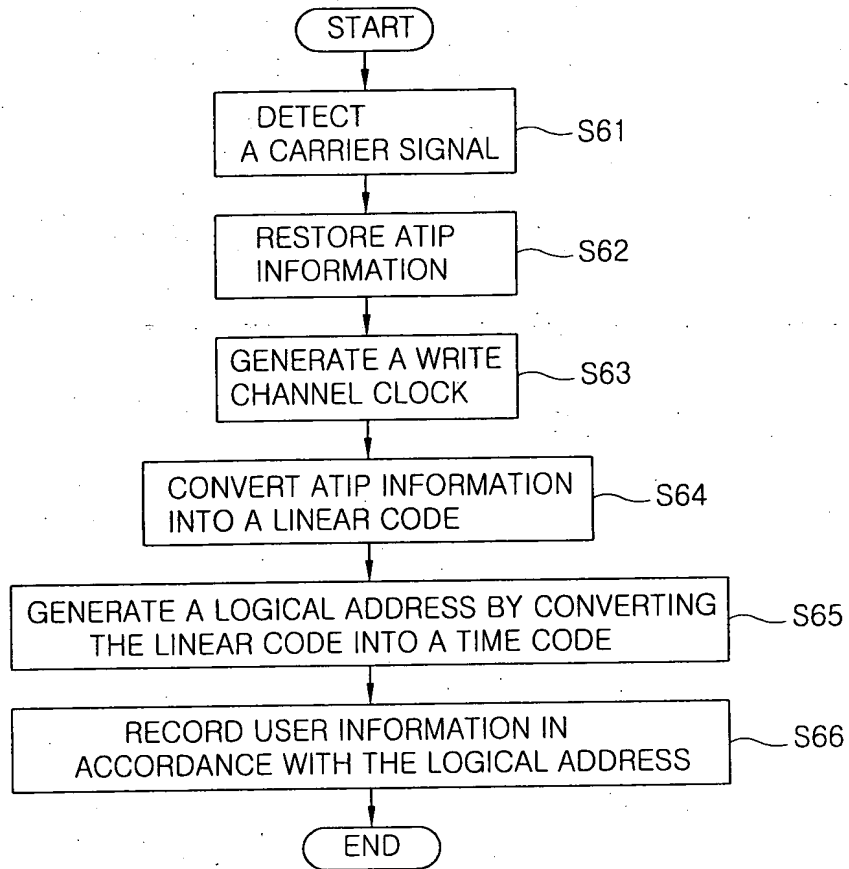 START
DETECT
A CARRIER SIGNAL
S61
RESTORE ATIP
INFORMATION
S62
GENERATE A WRITE
CHANNEL CLOCK
S63
CONVERT ATIP INFORMATION
INTO A LINEAR CODE
S64
GENERATE A LOGICAL ADDRESS BY CONVERTING
THE LINEAR CODE INTO A TIME CODE
S65
RECORD USER INFORMATION IN
ACCORDANCE WITH THE LOGICAL ADDRESS
S66
END